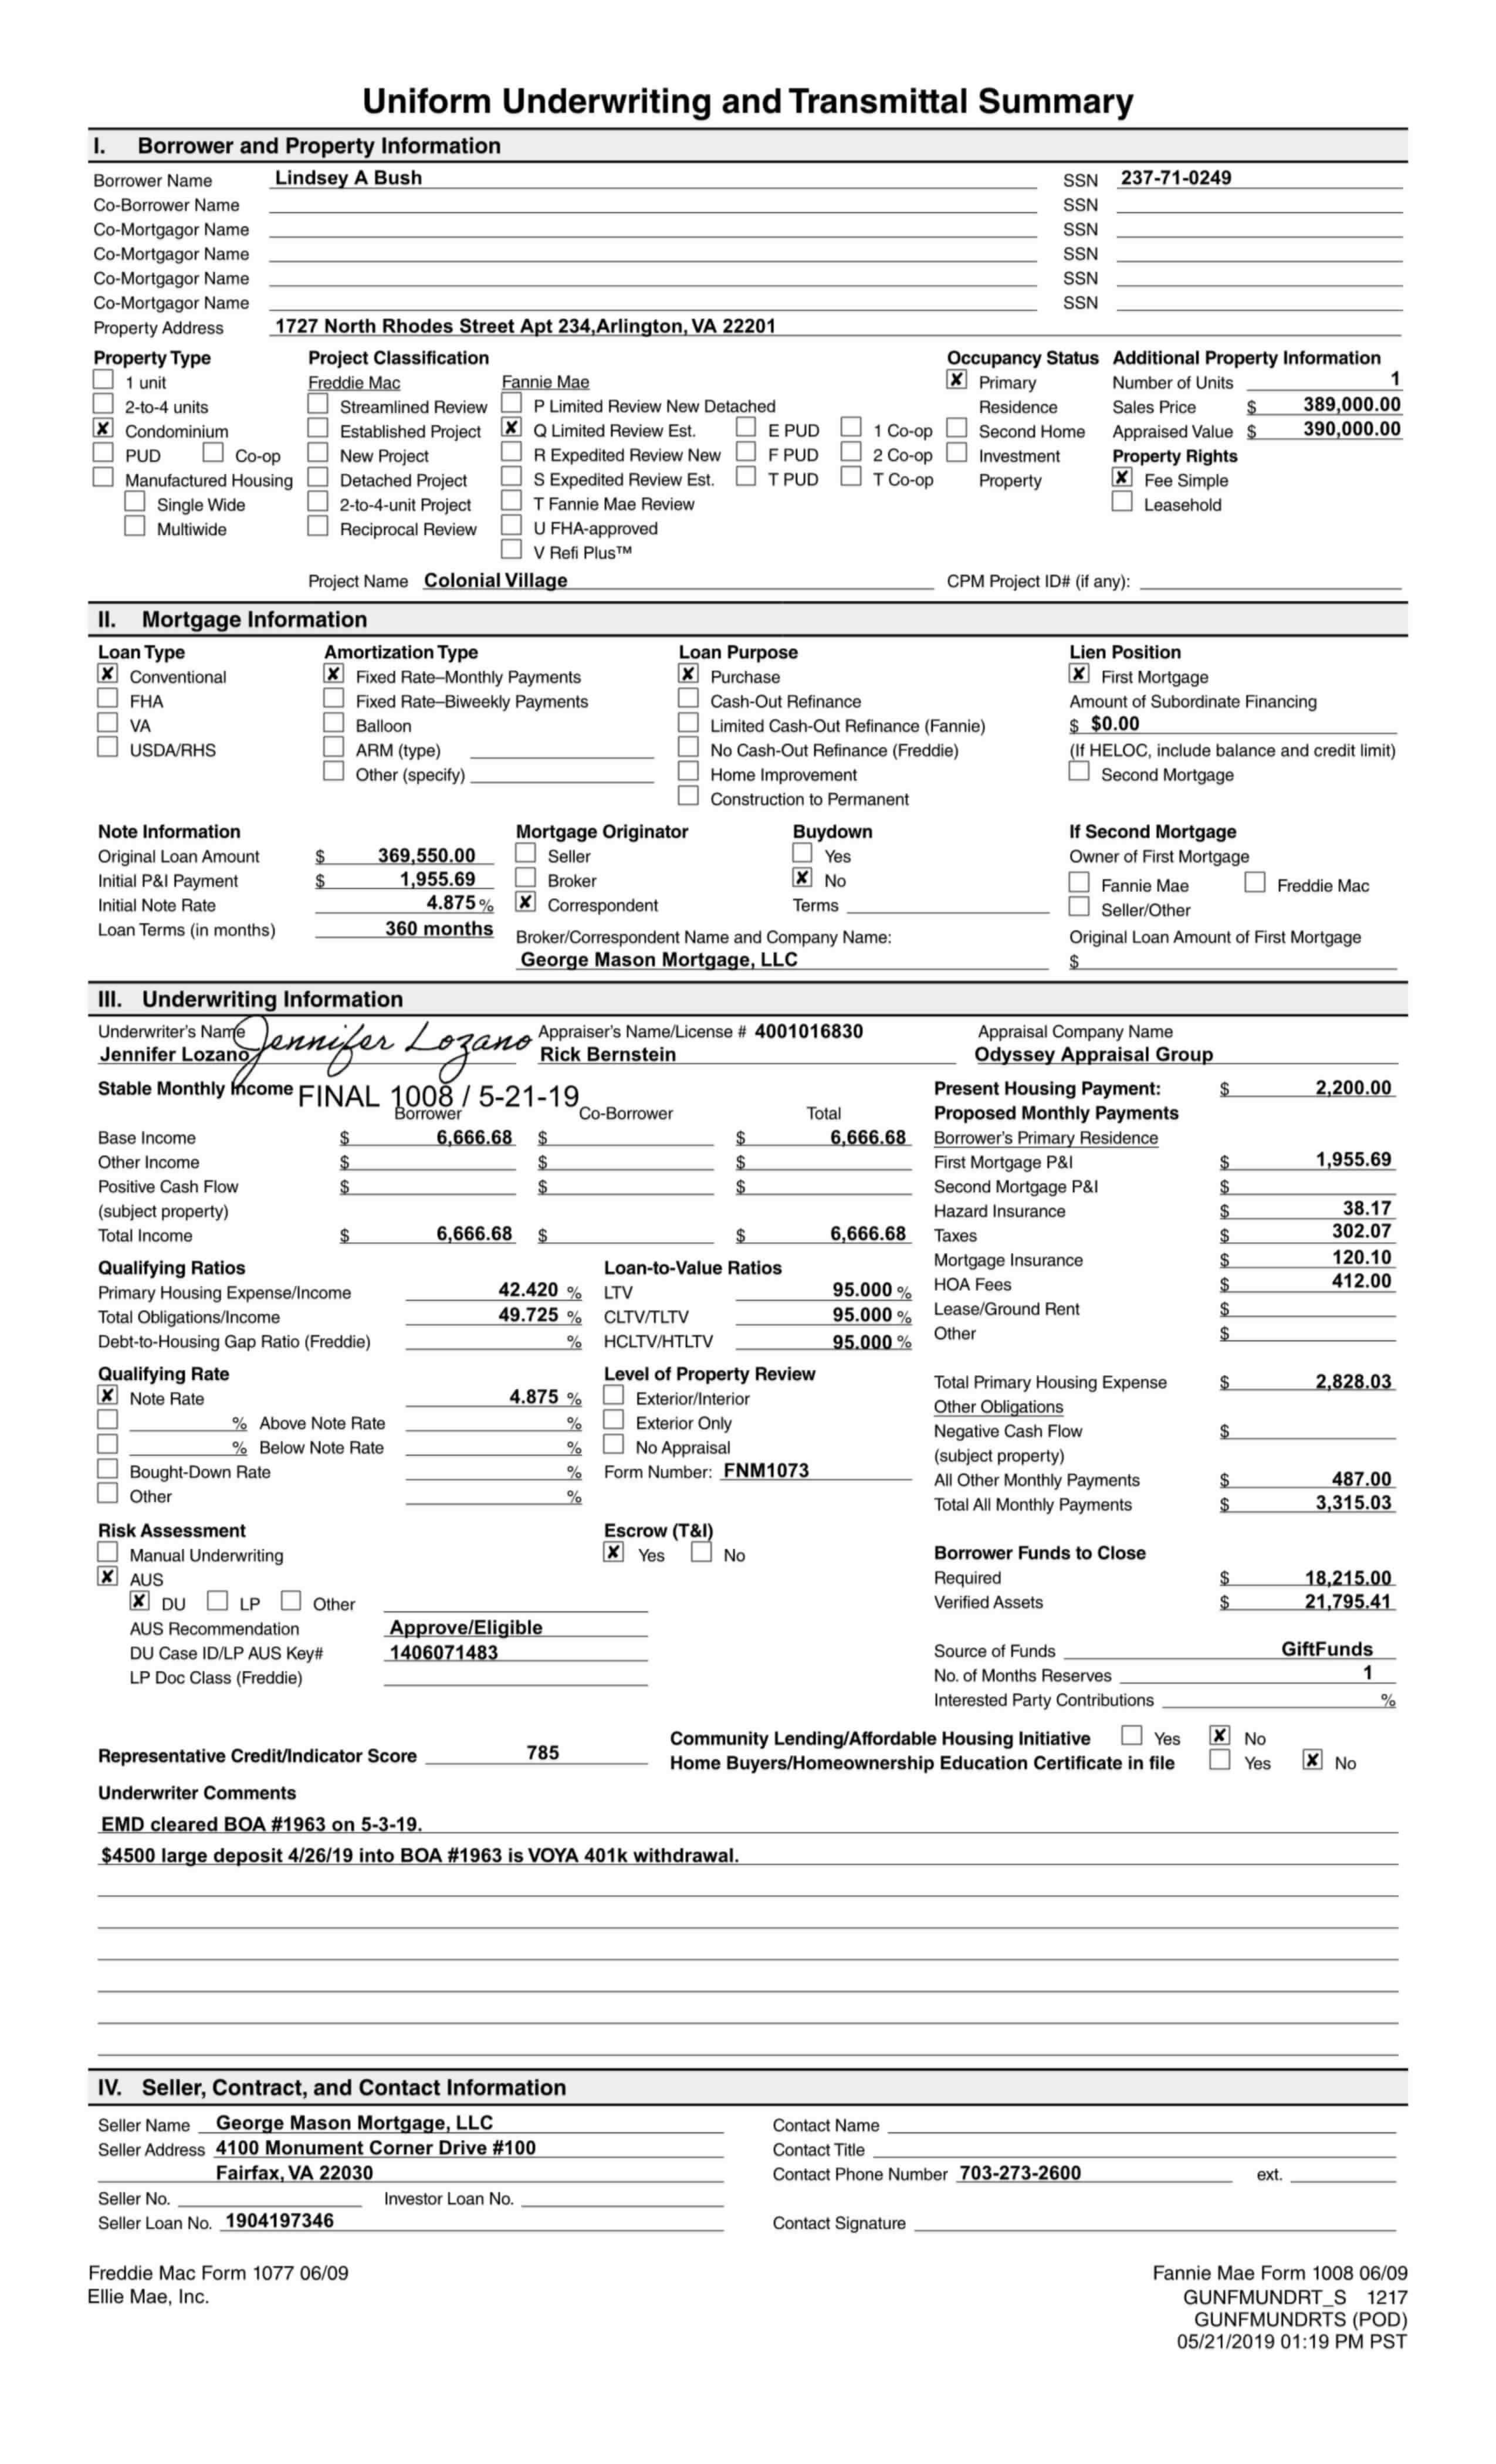 Uniform Underwriting and Transmittal Summary
I. Borrower and Property Information
Borrower Name Lindsey A Bush SSN 237-71-0249
Co-Borrower Name SSN
Co-Mortgagor Name SSN
Co-Mortgagor Name SSN
Co-Mortgagor Name SSN
Co-Mortgagor Name SSN
Property Address 1727 North Rhodes Street Apt 234,Arlington, VA 22201
Property Type Project Classification Occupancy Status Additional Property Information
1 unit Freddie Mac Fannie Mae ✘ Primary Number of Units 1
2-to-4 units Streamlined Review P Limited Review New Detached Residence Sales Price $ 389,000.00
✘ Condominium Established Project ✘ Q Limited Review Est. E PUD 1 Co-op Second Home Appraised Value $ 390,000.00
PUD Co-op New Project R Expedited Review New F PUD 2 Co-op Investment Property Rights
Manufactured Housing Detached Project S Expedited Review Est. T PUD T Co-op Property ✘ Fee Simple
Single Wide 2-to-4-unit Project T Fannie Mae Review Leasehold
Multiwide Reciprocal Review U FHA-approved
V Refi Plus™
Project Name Colonial Village CPM Project ID# (if any):
II. Mortgage Information
Loan Type Amortization Type Loan Purpose Lien Position
✘ Conventional ✘ Fixed Rate–Monthly Payments ✘ Purchase ✘ First Mortgage
FHA Fixed Rate–Biweekly Payments Cash-Out Refinance Amount of Subordinate Financing
VA Balloon Limited Cash-Out Refinance (Fannie) $ $0.00
USDA/RHS ARM (type) No Cash-Out Refinance (Freddie) (If HELOC, include balance and credit limit)
Other (specify) Home Improvement Second Mortgage
Construction to Permanent
Note Information Mortgage Originator Buydown If Second Mortgage
Original Loan Amount $ 369,550.00 Seller Yes Owner of First Mortgage
Initial P&I Payment $ 1,955.69 Broker ✘ No Fannie Mae Freddie Mac
Initial Note Rate 4.875 % ✘ Correspondent Terms Seller/Other
Loan Terms (in months) 360 months Broker/Correspondent Name and Company Name: Original Loan Amount of First Mortgage
George Mason Mortgage, LLC $
III. Underwriting Information
Underwriter's Name Jennifer Lozano Appraiser's Name/License # 4001016830 Appraisal Company Name
Jennifer Lozano Rick Bernstein Odyssey Appraisal Group
Stable Monthly Income FINAL 1008 / 5-21-19 Present Housing Payment: $ 2,200.00
Borrower Co-Borrower Total Proposed Monthly Payments
Base Income $ 6,666.68 $ $ 6,666.68 Borrower's Primary Residence
Other Income $ $ $ First Mortgage P&I $ 1,955.69
Positive Cash Flow $ $ $ Second Mortgage P&I $
(subject property) Hazard Insurance $ 38.17
Total Income $ 6,666.68 $ $ 6,666.68 Taxes $ 302.07
Qualifying Ratios Loan-to-Value Ratios Mortgage Insurance $ 120.10
Primary Housing Expense/Income 42.420 % LTV 95.000 % HOA Fees $ 412.00
Total Obligations/Income 49.725 % CLTV/TLTV 95.000 % Lease/Ground Rent $
Debt-to-Housing Gap Ratio (Freddie) % HCLTV/HTLTV 95.000 % Other $
Qualifying Rate Level of Property Review Total Primary Housing Expense $ 2,828.03
✘ Note Rate 4.875 % Exterior/Interior Other Obligations
% Above Note Rate % Exterior Only Negative Cash Flow $
% Below Note Rate % No Appraisal (subject property)
Bought-Down Rate % Form Number: FNM1073 All Other Monthly Payments $ 487.00
Other % Total All Monthly Payments $ 3,315.03
Risk Assessment Escrow (T&I)
Manual Underwriting ✘ Yes No Borrower Funds to Close
✘ AUS Required $ 18,215.00
✘ DU LP Other Verified Assets $ 21,795.41
AUS Recommendation Approve/Eligible
DU Case ID/LP AUS Key# 1406071483 Source of Funds GiftFunds
LP Doc Class (Freddie) No. of Months Reserves 1
Interested Party Contributions %
Community Lending/Affordable Housing Initiative Yes ✘ No
Representative Credit/Indicator Score 785 Home Buyers/Homeownership Education Certificate in file Yes ✘ No
Underwriter Comments
EMD cleared BOA #1963 on 5-3-19.
$4500 large deposit 4/26/19 into BOA #1963 is VOYA 401k withdrawal.
IV. Seller, Contract, and Contact Information
Seller Name George Mason Mortgage, LLC Contact Name
Seller Address 4100 Monument Corner Drive #100 Contact Title
Fairfax, VA 22030 Contact Phone Number 703-273-2600 ext.
Seller No. Investor Loan No.
Seller Loan No. 1904197346 Contact Signature
Freddie Mac Form 1077 06/09 Fannie Mae Form 1008 06/09
Ellie Mae, Inc. GUNFMUNDRT_S 1217
GUNFMUNDRTS (POD)
05/21/2019 01:19 PM PST